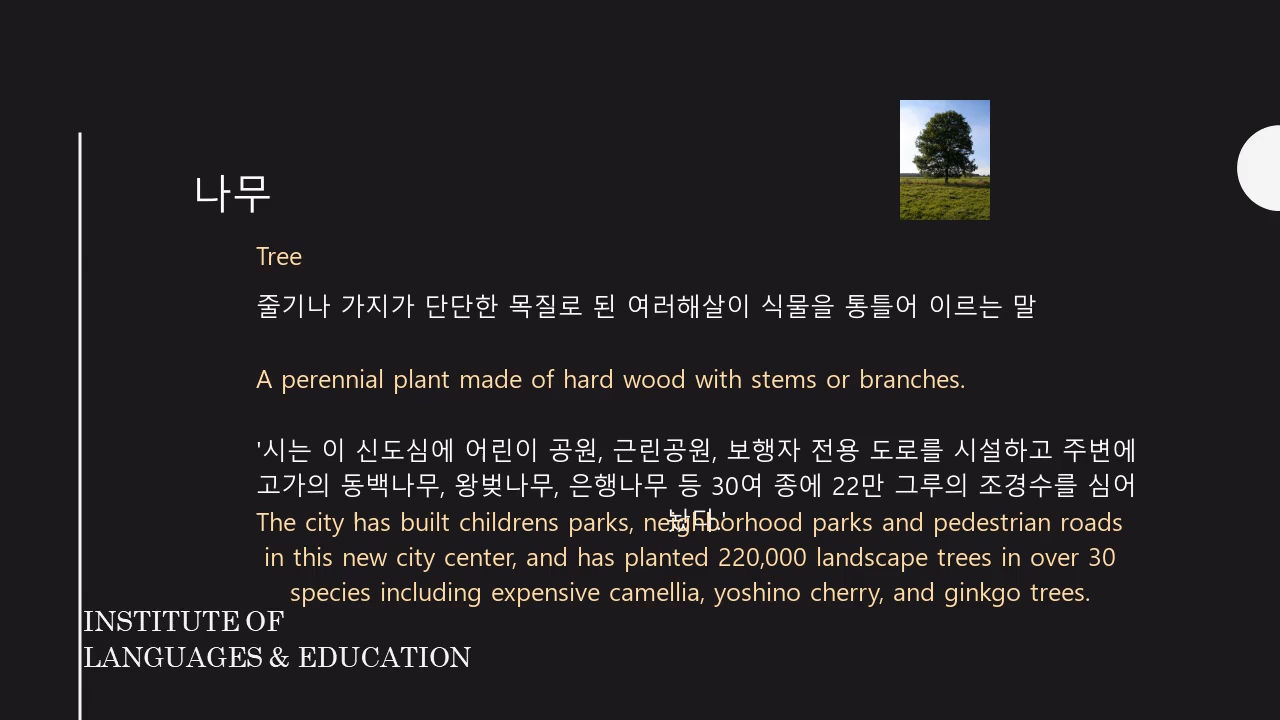 나무
Tree
줄기나 가지가 단단한 목질로 된 여러해살이 식물을 통틀어 이르는 말
A perennial plant made of hard wood with stems or branches.
'시는 이 신도심에 어린이 공원, 근린공원, 보행자 전용 도로를 시설하고 주변에
고가의 동백나무, 왕벚나무, 은행나무 등 30여 종에 22만 그루의 조경수를 심어
The city has built childrens parks, neighborhood parks and pedestrian roads
in this new city center, and has planted 220,000 landscape trees in over 30
species including expensive camellia, yoshino cherry, and ginkgo trees.
INSTITUTE OF
LANGUAGES & EDUCATION